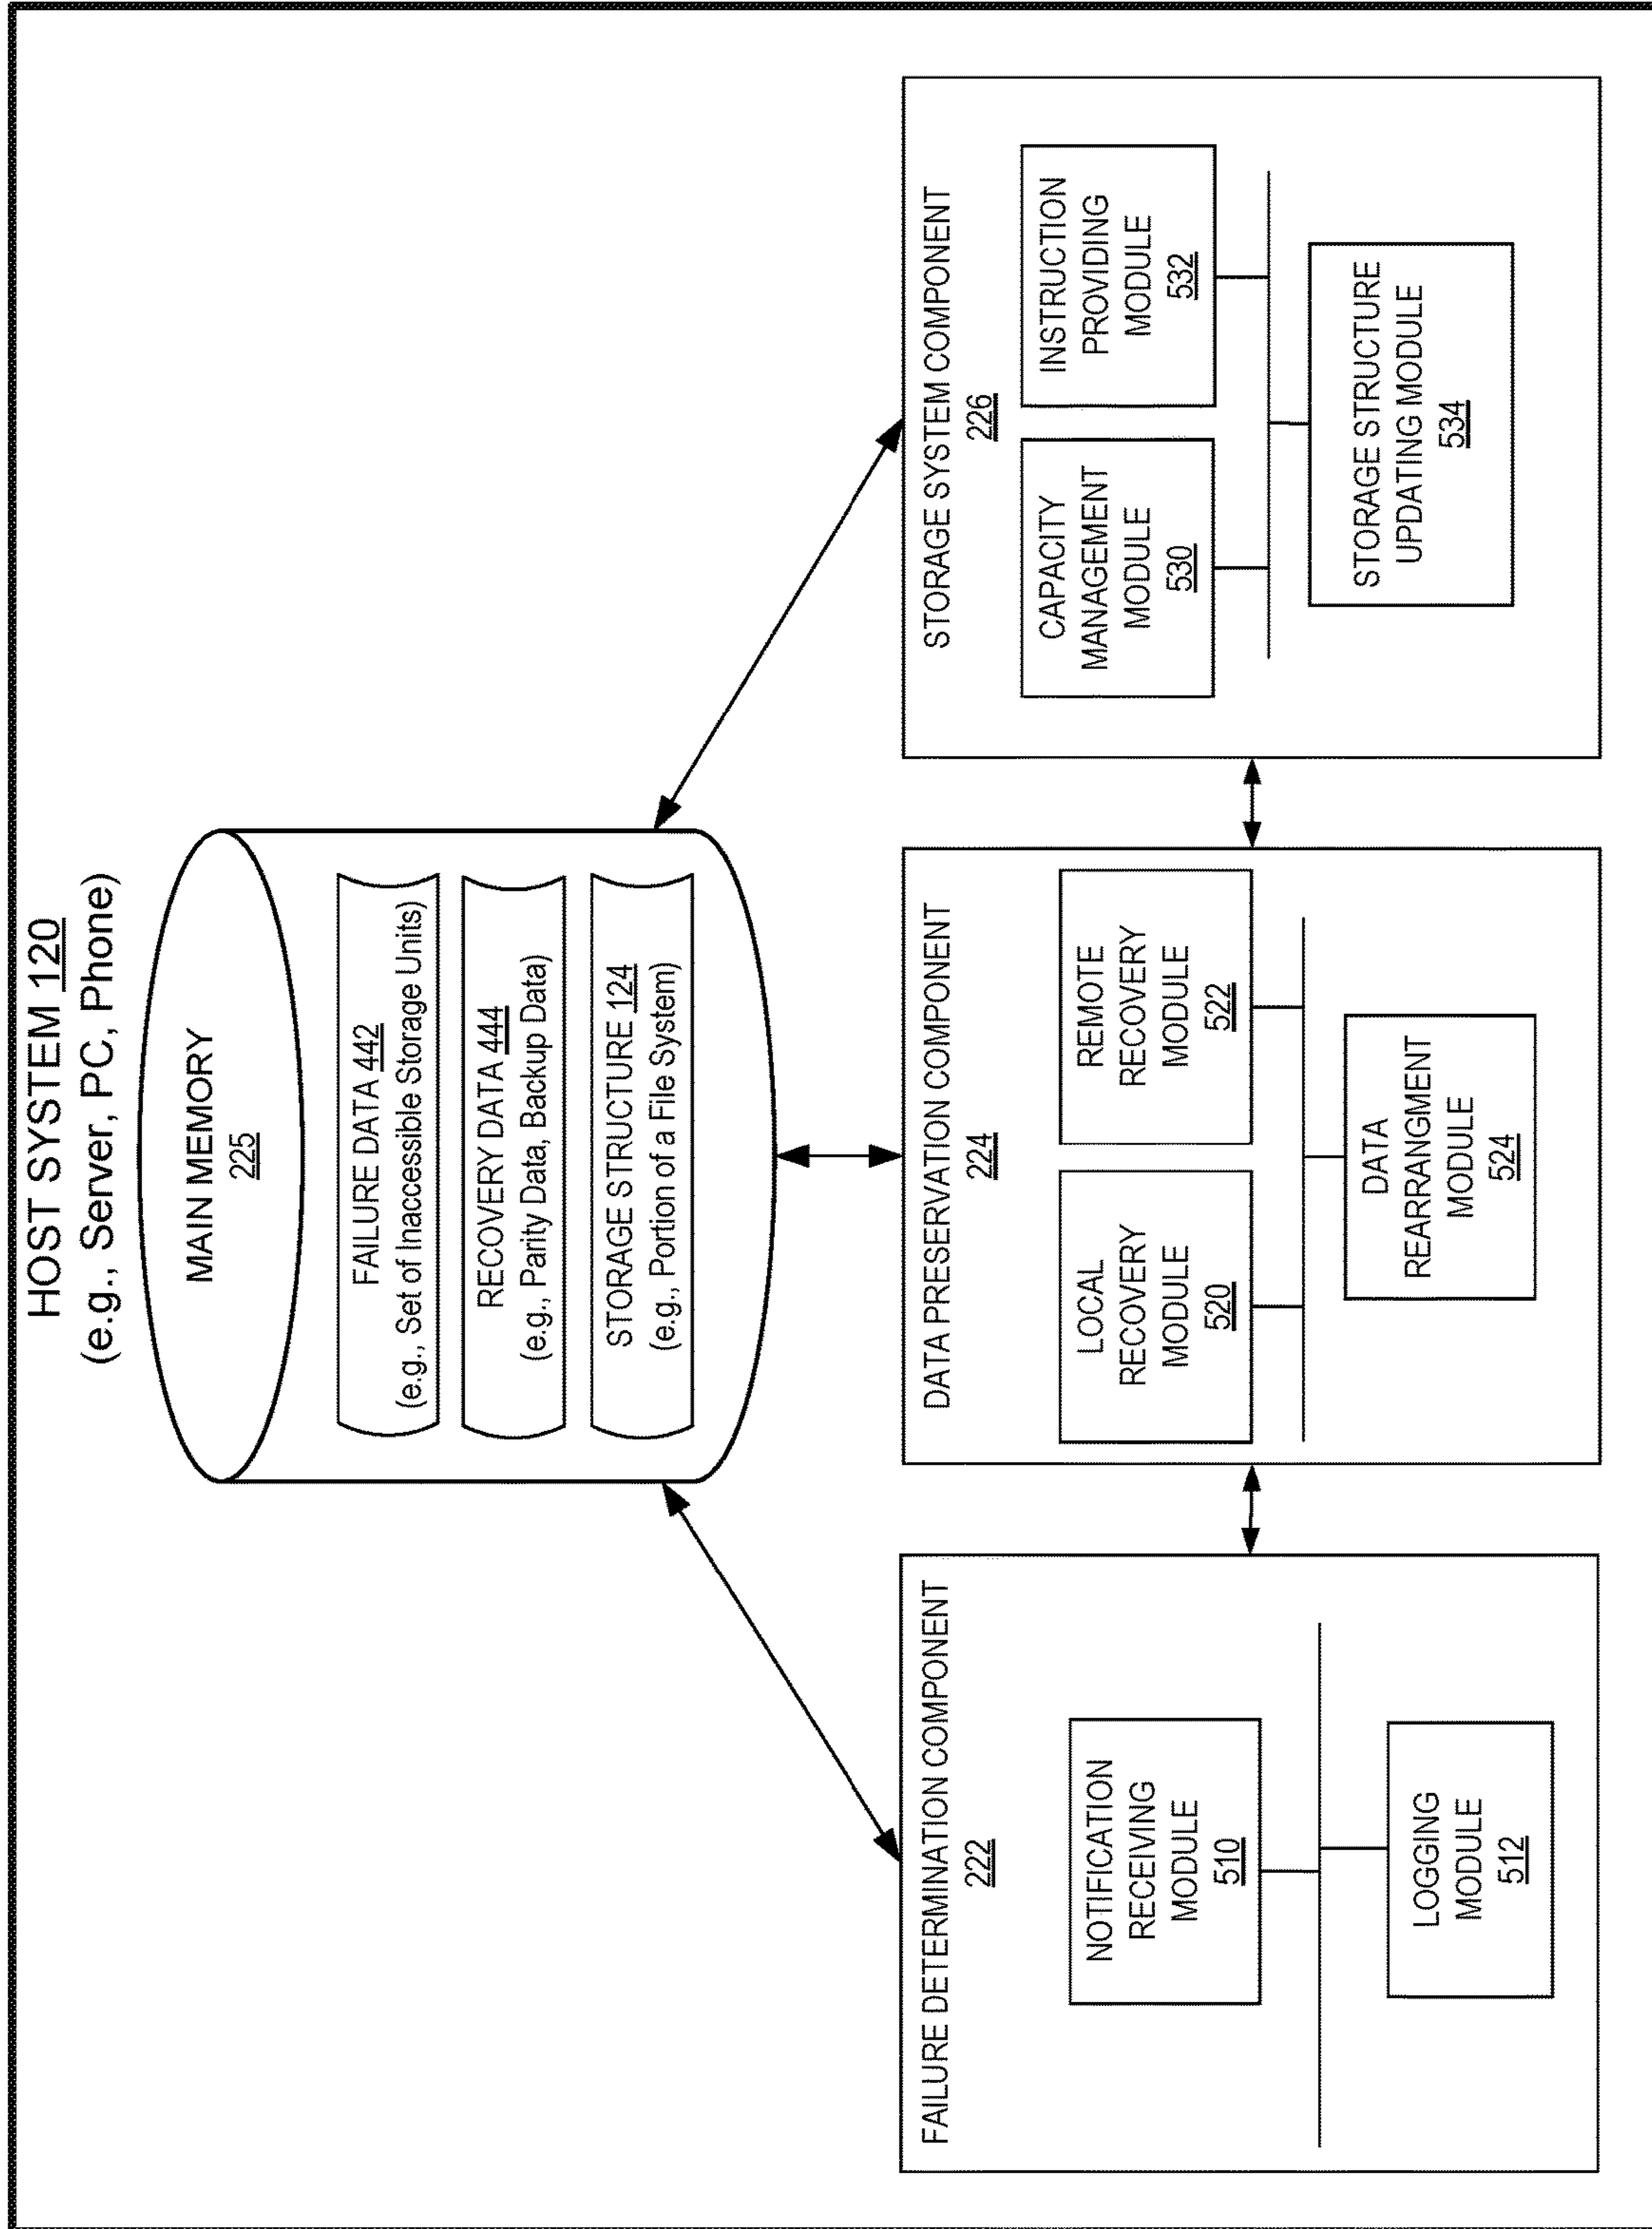 HOST SYSTEM 120
(e.g., Server, PC, Phone)
MAIN MEMORY
225
FAILURE DATA 442
(e.g., Set of Inaccessible Storage Units)
RECOVERY DATA 444
(e.g., Parity Data, Backup Data)
STORAGE STRUCTURE 124
(e.g., Portion of a File System)
FAILURE DETERMINATION COMPONENT
222
NOTIFICATION
RECEIVING
MODULE
510
LOGGING
MODULE
512
DATA PRESERVATION COMPONENT
224
LOCAL
RECOVERY
MODULE
520
REMOTE
RECOVERY
MODULE
522
DATA
REARRANGMENT
MODULE
524
STORAGE SYSTEM COMPONENT
226
CAPACITY
MANAGEMENT
MODULE
530
INSTRUCTION
PROVIDING
MODULE
532
STORAGE STRUCTURE
UPDATING MODULE
534